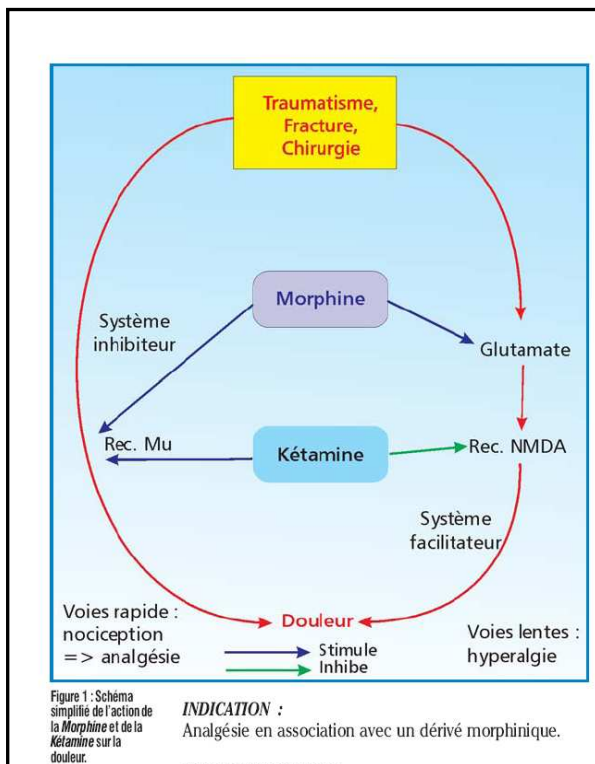 Traumatisme,
Fracture,
Chirurgie
Morphine
Système
inhibiteur
Glutamate
Rec. Mu
Kétamine
Rec. NMDA
Système
facilitateur
Voies rapide :
nociception
=> analgésie
Douleur
Stimule
Inhibe
Voies lentes :
hyperalgie
Figure 1 : Schéma
simplifié de l'action de
la Morphine et de la
Kétamine sur la
douleur.
INDICATION :
Analgésie en association avec un dérivé morphinique.